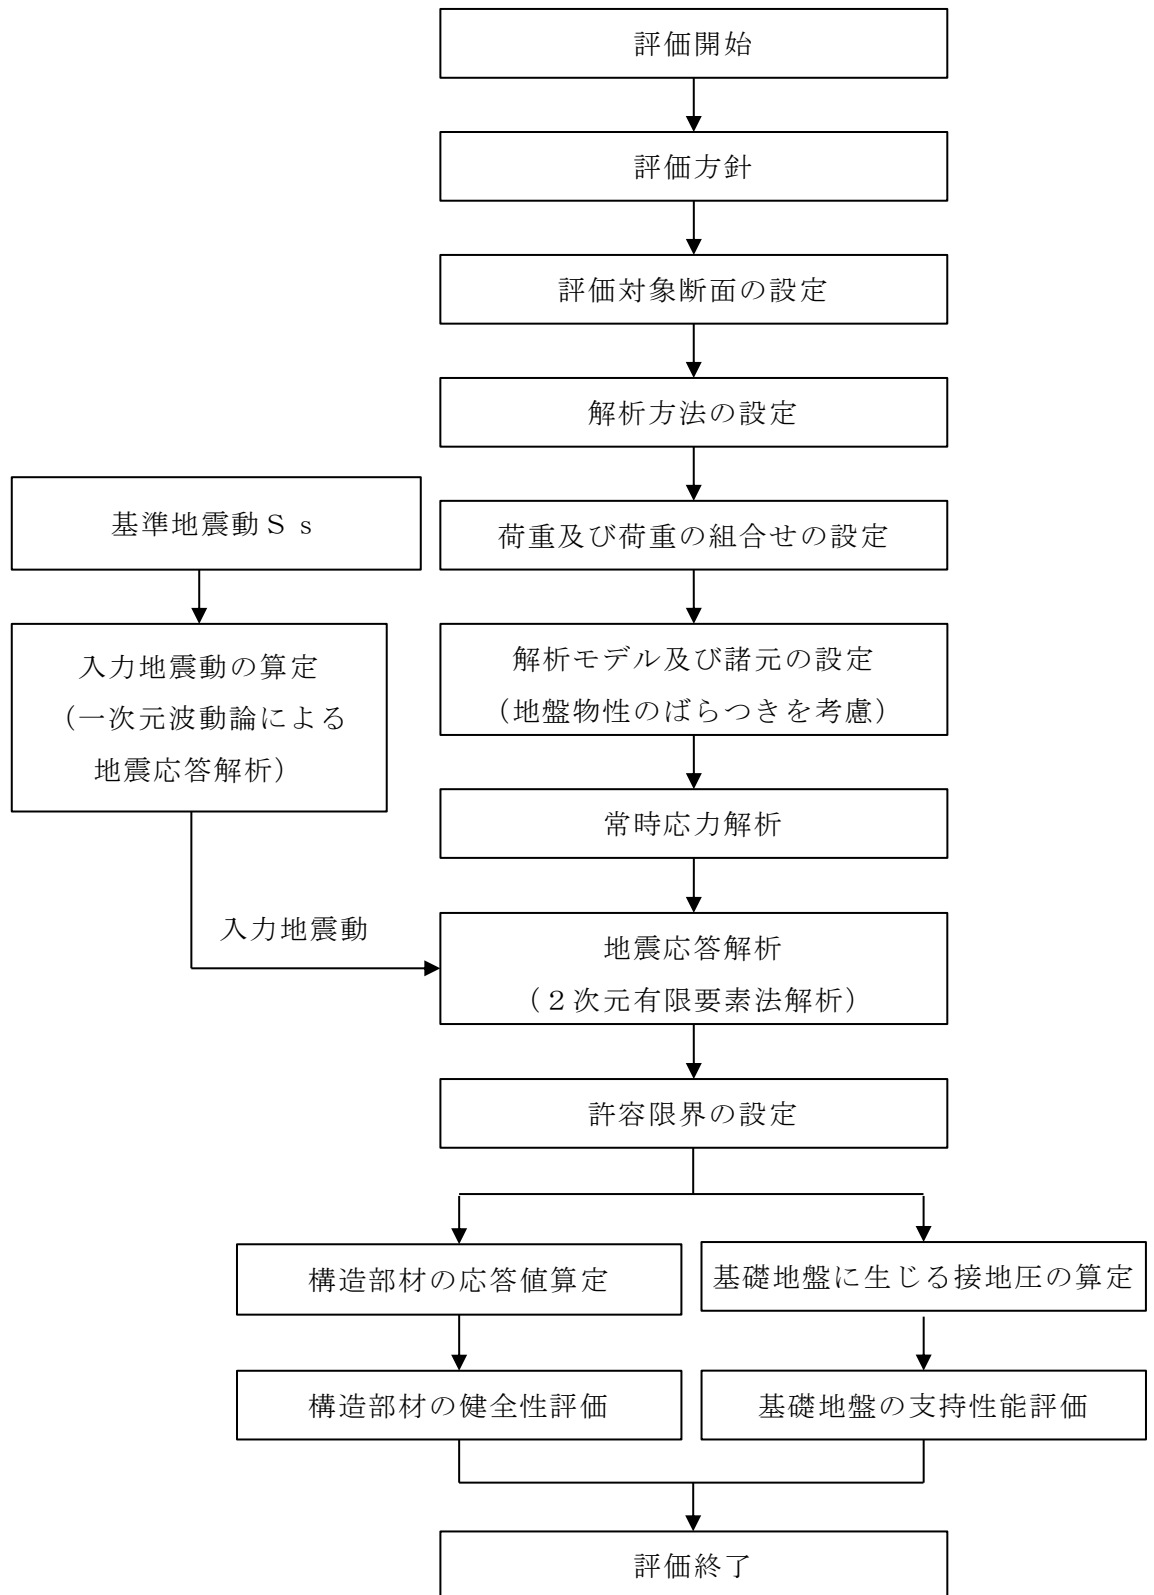 評価開始
評価方針
評価対象断面の設定
解析方法の設定
基準地震動Ｓｓ
荷重及び荷重の組合せの設定
入力地震動の算定
（一次元波動論による
地震応答解析）
解析モデル及び諸元の設定
（地盤物性のばらつきを考慮）
常時応力解析
入力地震動
地震応答解析
（２次元有限要素法解析）
許容限界の設定
構造部材の応答値算定
基礎地盤に生じる接地圧の算定
構造部材の健全性評価
基礎地盤の支持性能評価
評価終了